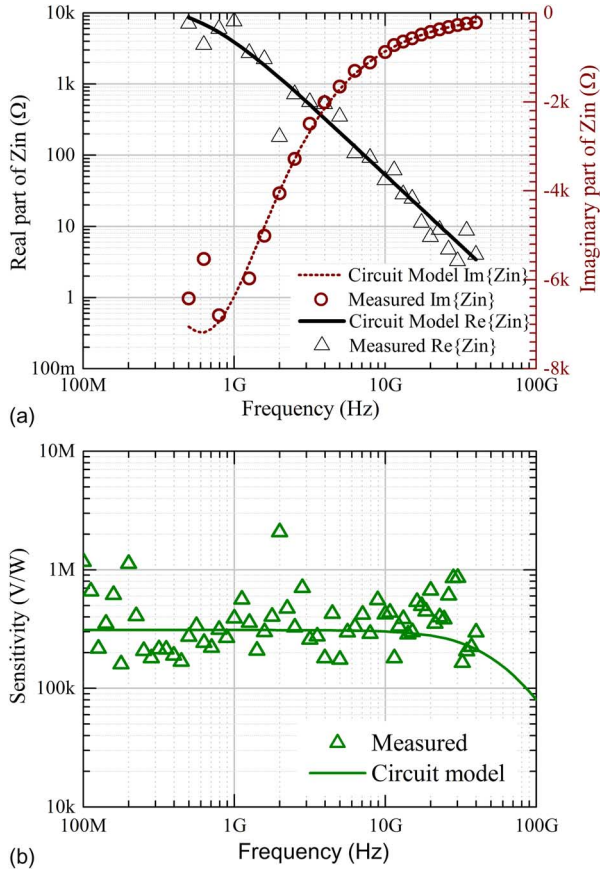 10k
1k
100
10
1
100m
0
-2k
-4k
-6k
-8k
Real part of Zin (Ω)
Imaginary part of Zin (Ω)
Circuit Model Im{Zin}
Measured Im{Zin}
Circuit Model Re{Zin}
Measured Re{Zin}
100M 1G 10G 100G
Frequency (Hz)
(a)
10M
1M
100k
10k
Sensitivity (V/W)
Measured
Circuit model
100M 1G 10G 100G
Frequency (Hz)
(b)